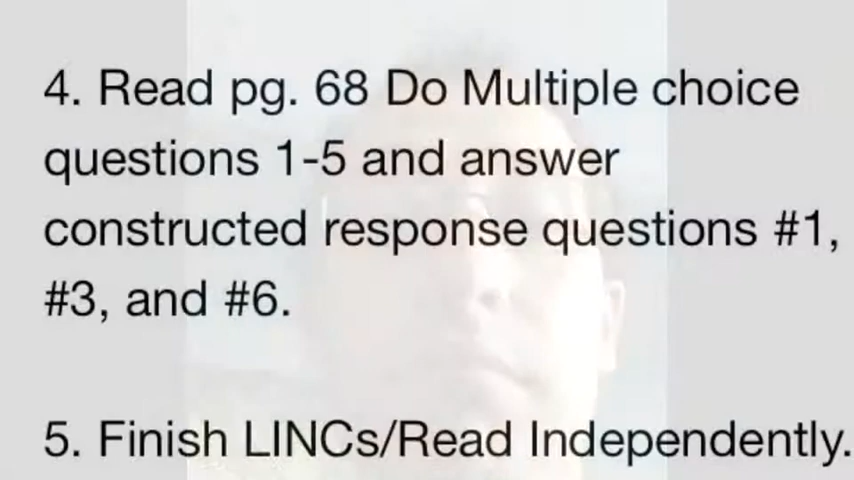 4. Read pg. 68 Do Multiple choice
questions 1-5 and answer
constructed response questions #1,
#3, and #6.
5. Finish LINCs/Read Independently.